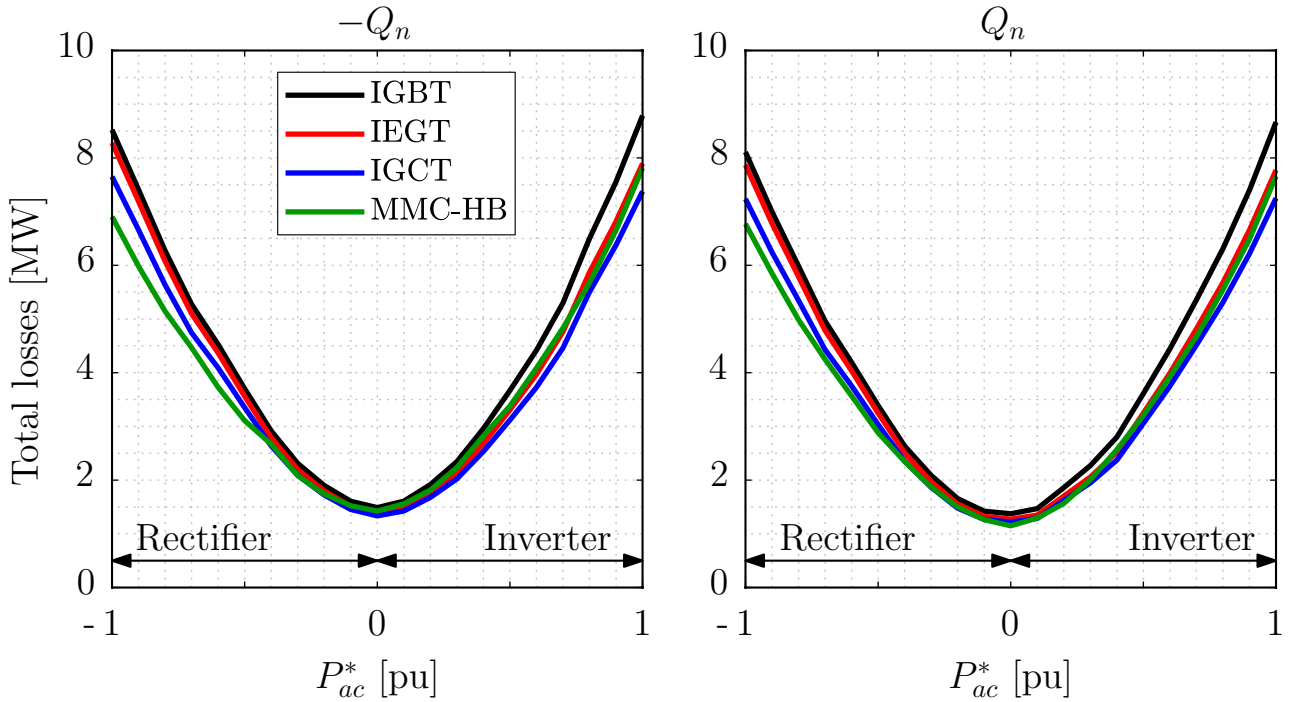 −Qn
Qn
Total losses [MW]
10
8
6
4
2
0
IGBT
IEGT
IGCT
MMC-HB
Rectifier
Inverter
-1
0
1
P*ac [pu]
10
8
6
4
2
0
Rectifier
Inverter
-1
0
1
P*ac [pu]